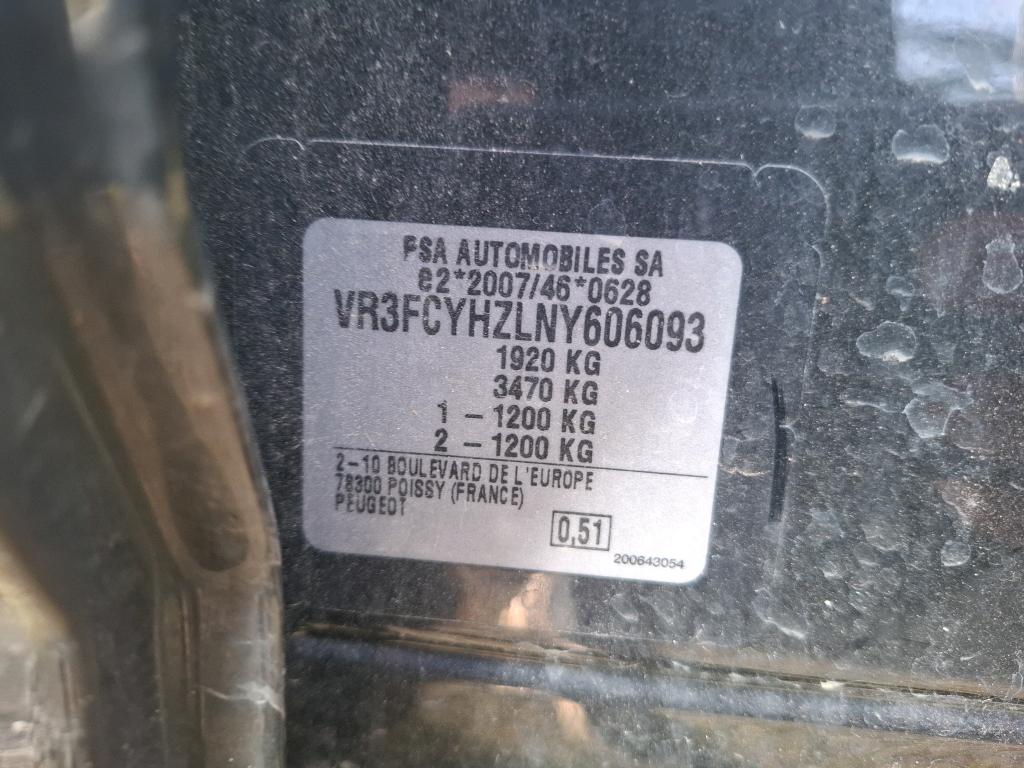 PSA AUTOMOBILES SA
e2*2007/46*0628
VR3FCYHZLNY606093
1920 KG
3470 KG
1 - 1200 KG
2 - 1200 KG
2-10 BOULEVARD DE L'EUROPE
78300 POISSY (FRANCE)
PEUGEOT
0,51
200643054